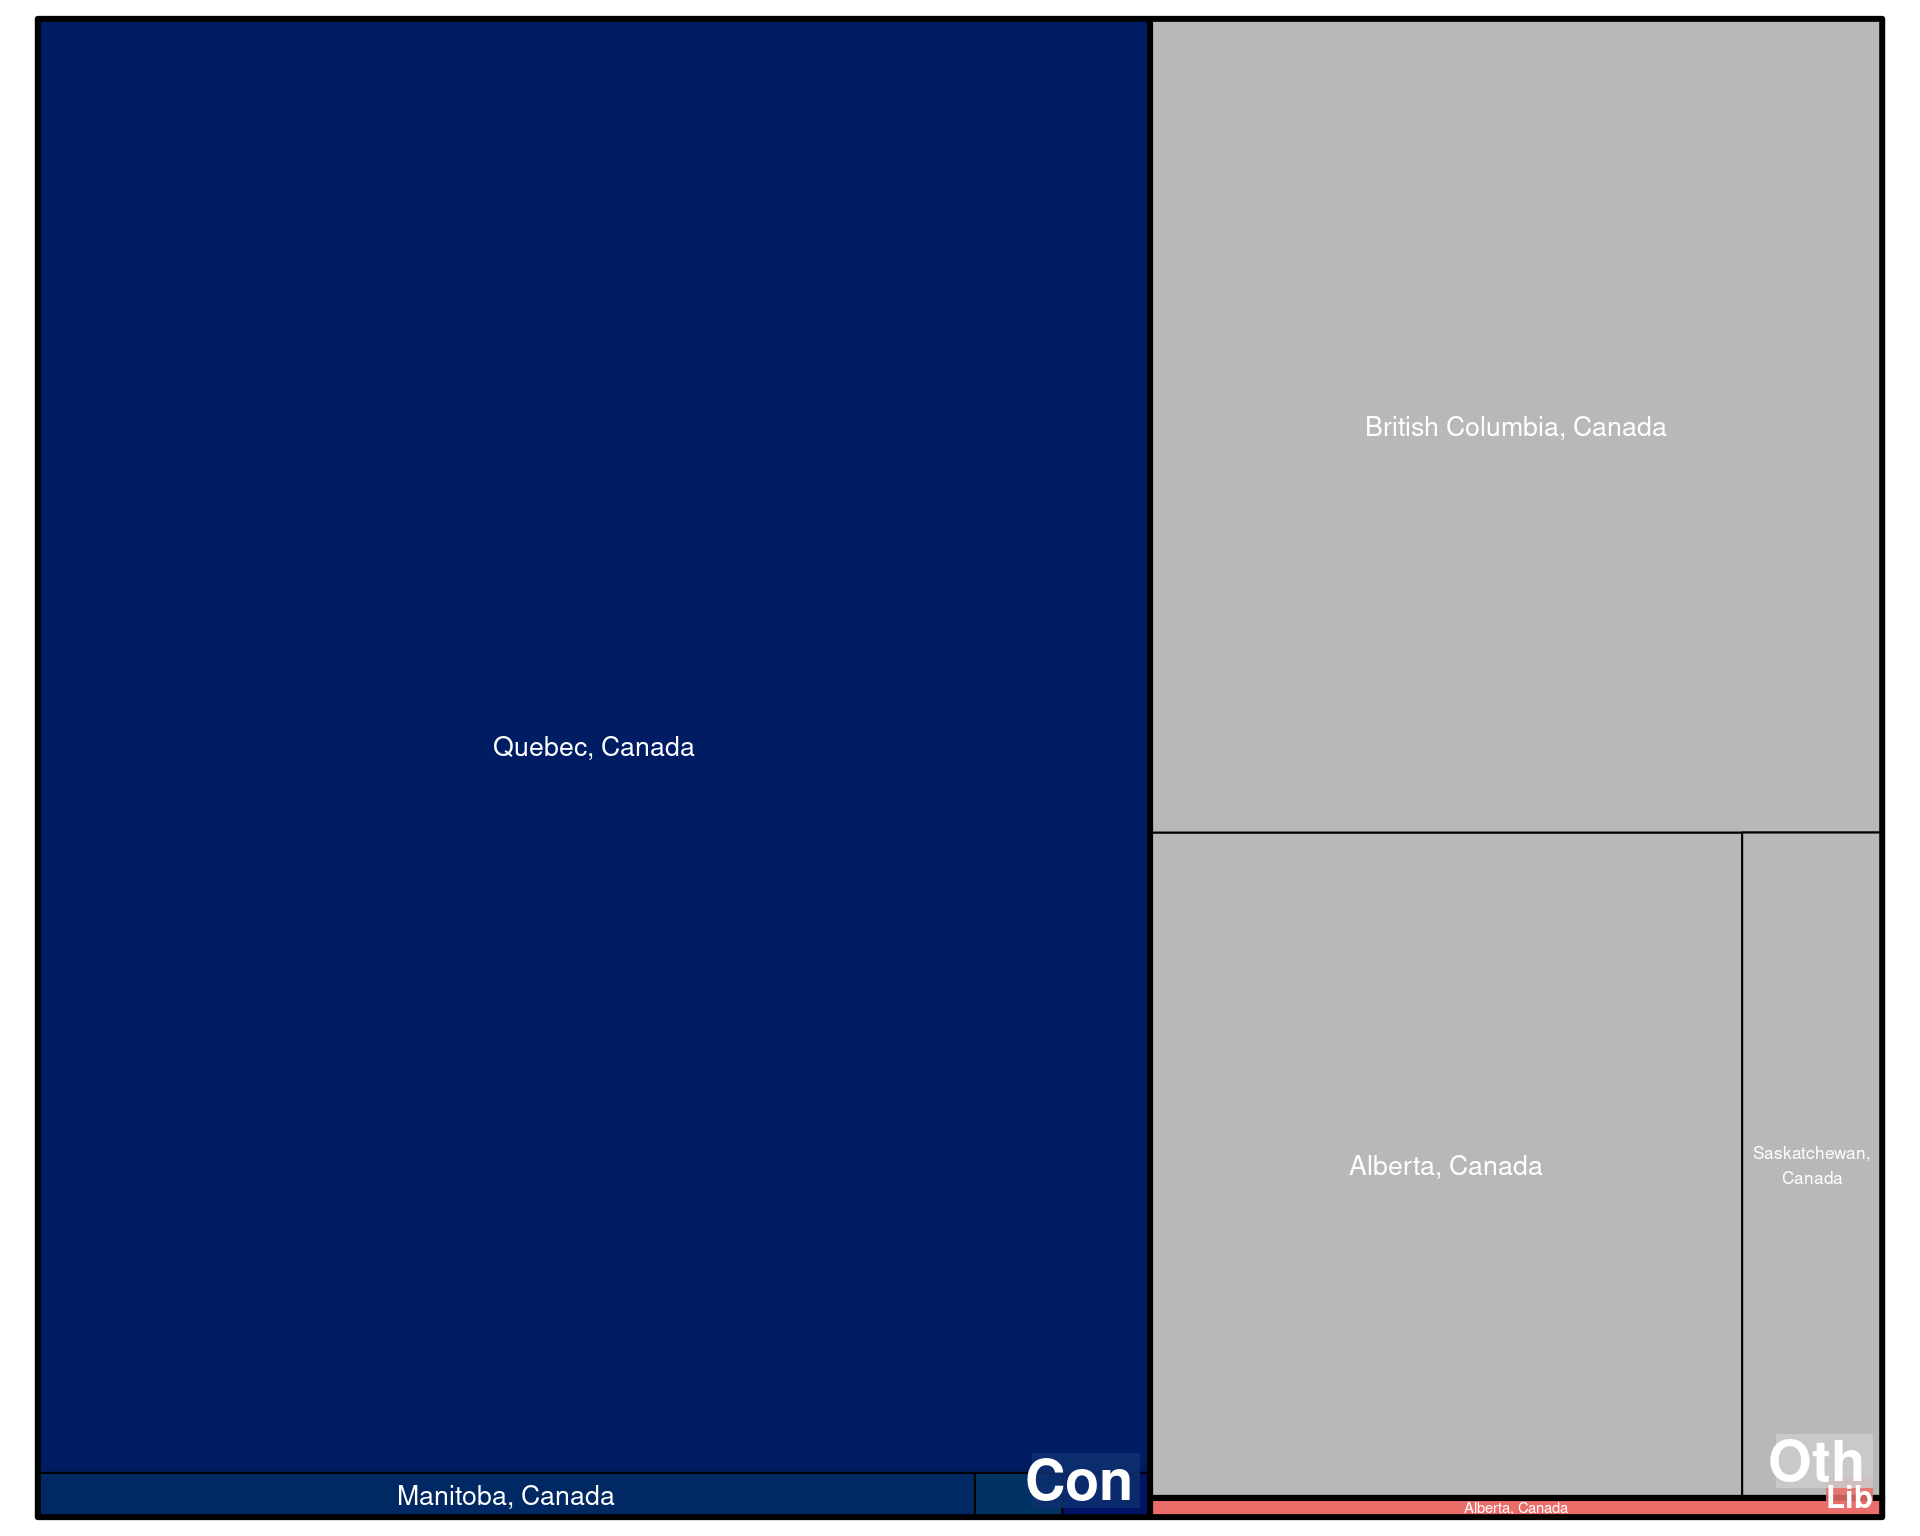 British Columbia, Canada
Quebec, Canada
Alberta, Canada
Saskatchewan,
Canada
Oth
Con
Manitoba, Canada
Lib
Alberta, Canada